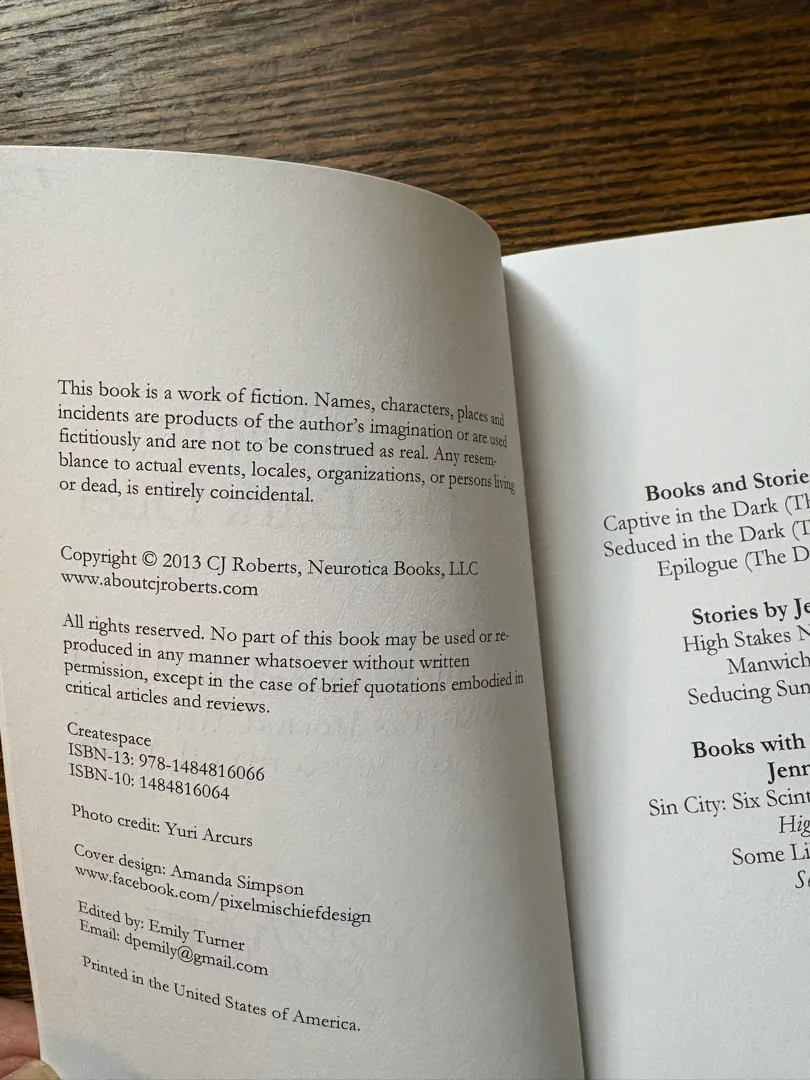 This book is a work of fiction. Names, characters, places and
incidents are products of the author's imagination or are used
fictitiously and are not to be construed as real. Any resem-
blance to actual events, locales, organizations, or persons living
or dead, is entirely coincidental.
Copyright © 2013 CJ Roberts, Neurotica Books, LLC
www.aboutcjroberts.com
All rights reserved. No part of this book may be used or re-
produced in any manner whatsoever without written
permission, except in the case of brief quotations embodied in
critical articles and reviews.
Createspace
ISBN-13: 978-1484816066
ISBN-10: 1484816064
Photo credit: Yuri Arcurs
Cover design: Amanda Simpson
www.facebook.com/pixelmischiefdesign
Edited by: Emily Turner
Email: dpemily@gmail.com
Printed in the United States of America.
Books and Storie
Captive in the Dark (Th
Seduced in the Dark (T
Epilogue (The D
Stories by Je
High Stakes N
Manwich
Seducing Sun
Books with
Jenn
Sin City: Six Scint
Hig
Some Li